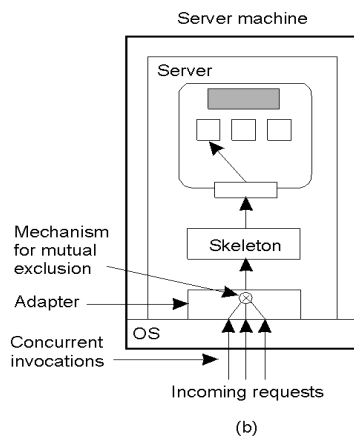 Server machine
Server
Mechanism
for mutual
exclusion
Skeleton
Adapter
OS
Concurrent
invocations
Incoming requests
(b)